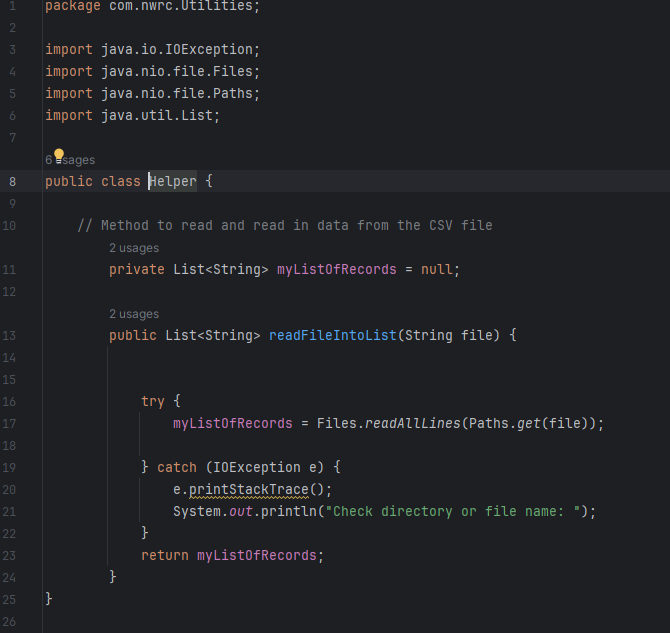 1 package com.nwrc.Utilities;
2
3 import java.io.IOException;
4 import java.nio.file.Files;
5 import java.nio.file.Paths;
6 import java.util.List;
7
6 usages
8 public class Helper {
9
10 // Method to read and read in data from the CSV file
2 usages
11 private List<String> myListOfRecords = null;
12
2 usages
13 public List<String> readFileIntoList(String file) {
14
15
16 try {
17 myListOfRecords = Files.readAllLines(Paths.get(file));
18
19 } catch (IOException e) {
20 e.printStackTrace();
21 System.out.println("Check directory or file name: ");
22 }
23 return myListOfRecords;
24 }
25 }
26